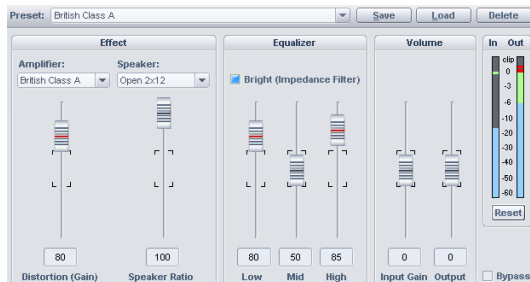 Preset: British Class A Save Load Delete
Effect Equalizer Volume In Out
Amplifier: Speaker:
British Class A Open 2x12 Bright (Impedance Filter)
clip
0
-3
-6
-10
-20
-30
-40
-50
-60
Reset
80 100 80 50 85 0 0
Distortion (Gain) Speaker Ratio Low Mid High Input Gain Output Bypass